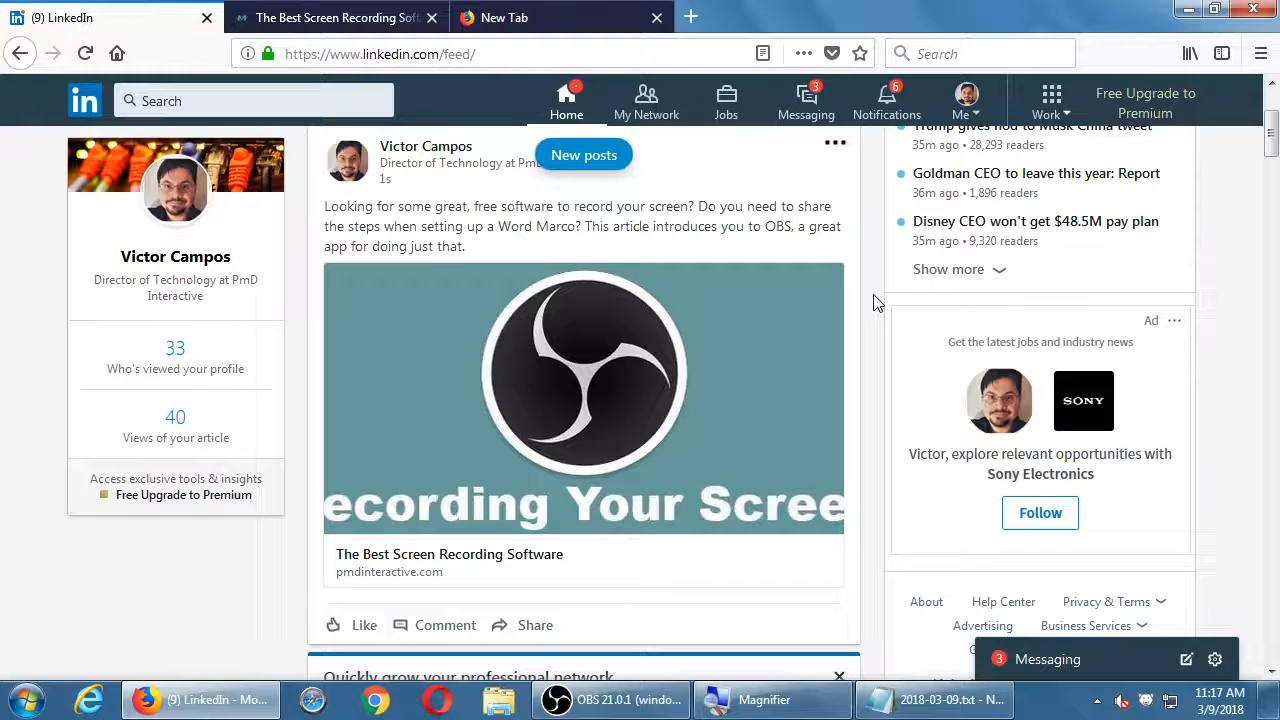 (9) LinkedIn
The Best Screen Recording Soft
New Tab
https://www.linkedin.com/feed/
Search
in
Search
Home
My Network
Jobs
3
Messaging
6
Notifications
Me
Work
Free Upgrade to
Premium
Victor Campos
Director of Technology at PmD
Interactive
33
Who's viewed your profile
40
Views of your article
Access exclusive tools & insights
Free Upgrade to Premium
Victor Campos
Director of Technology at PmD
1s
New posts
Looking for some great, free software to record your screen? Do you need to share
the steps when setting up a Word Marco? This article introduces you to OBS, a great
app for doing just that.
ecording Your Scree
The Best Screen Recording Software
pmdinteractive.com
Like
Comment
Share
Quickly grow your professional network
Trump gives nod to Musk China tweet
35m ago • 28,293 readers
Goldman CEO to leave this year: Report
36m ago • 1,896 readers
Disney CEO won't get $48.5M pay plan
35m ago • 9,320 readers
Show more
Ad
Get the latest jobs and industry news
SONY
Victor, explore relevant opportunities with
Sony Electronics
Follow
About
Help Center
Privacy & Terms
Advertising
Business Services
3 Messaging
(9) LinkedIn - Mo...
OBS 21.0.1 (windo...
Magnifier
2018-03-09.txt - N...
11:17 AM
3/9/2018